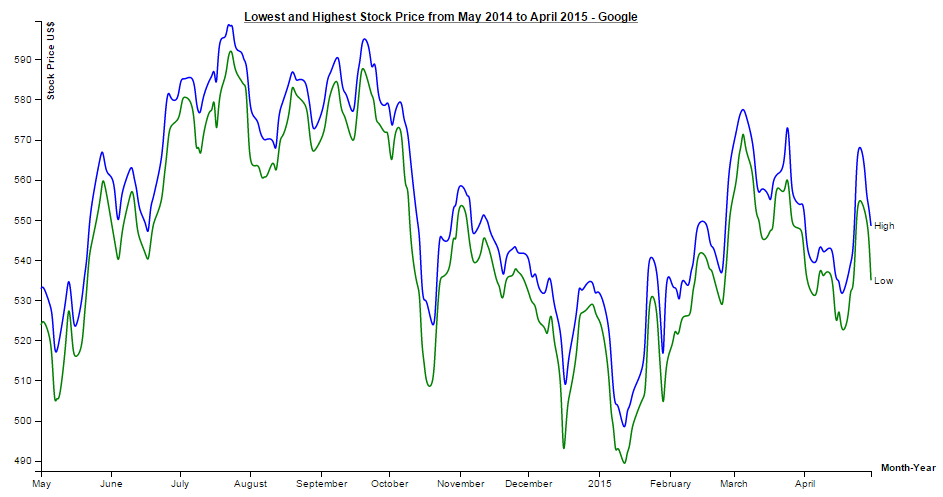 Lowest and Highest Stock Price from May 2014 to April 2015 - Google
Stock Price US$
590
580
570
560
550
540
530
520
510
500
490
High
Low
Month-Year
May June July August September October November December 2015 February March April